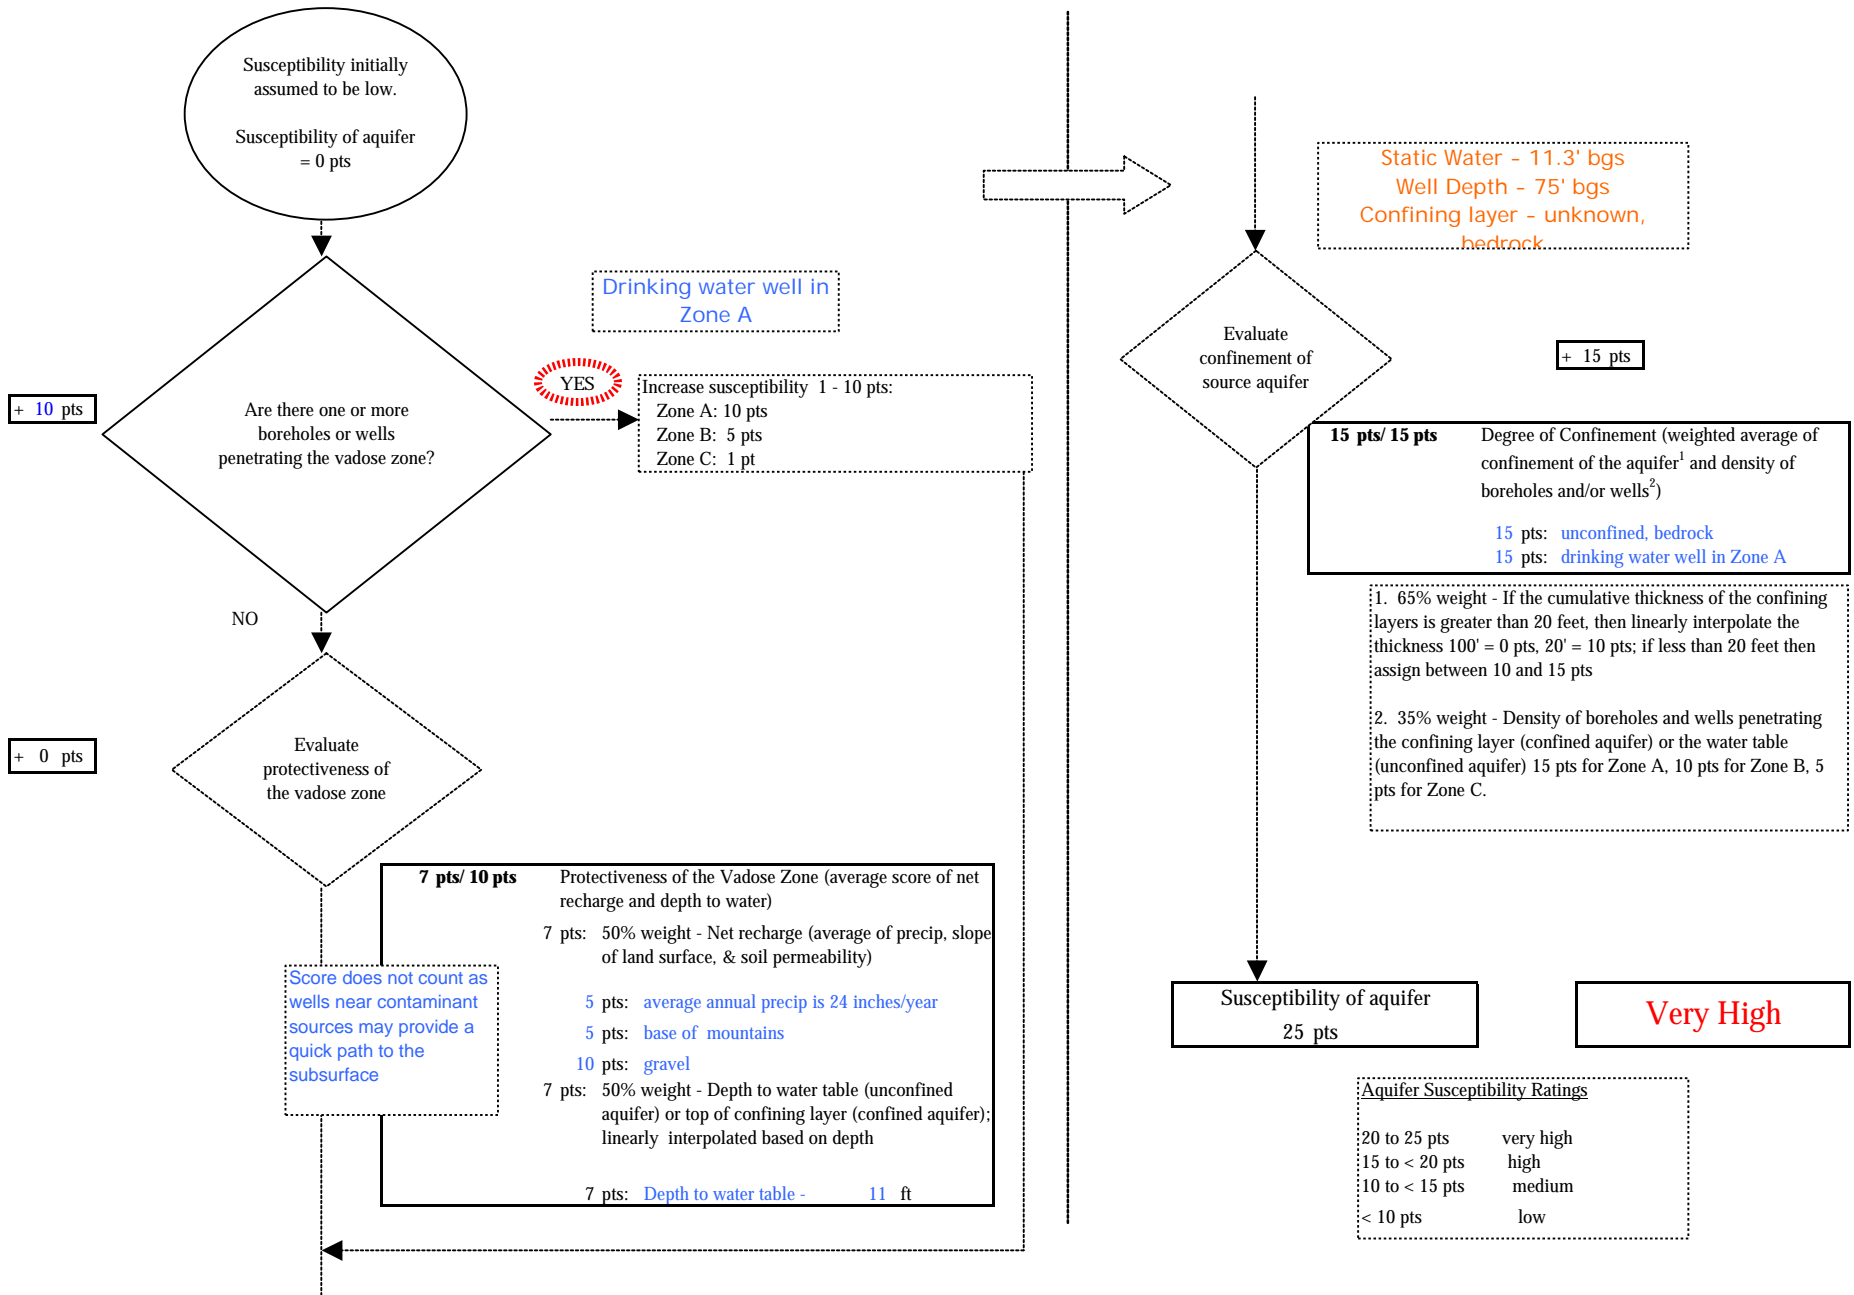 Susceptibility initially
assumed to be low.
Susceptibility of aquifer
= 0 pts
Drinking water well in
Zone A
YES
+ 10 pts
Are there one or more
boreholes or wells
penetrating the vadose zone?
Increase susceptibility 1 - 10 pts:
Zone A: 10 pts
Zone B: 5 pts
Zone C: 1 pt
NO
+ 0 pts
Evaluate
protectiveness of
the vadose zone
7 pts/ 10 pts Protectiveness of the Vadose Zone (average score of net
recharge and depth to water)
7 pts: 50% weight - Net recharge (average of precip, slope
of land surface, & soil permeability)
5 pts: average annual precip is 24 inches/year
5 pts: base of mountains
10 pts: gravel
7 pts: 50% weight - Depth to water table (unconfined
aquifer) or top of confining layer (confined aquifer);
linearly interpolated based on depth
7 pts: Depth to water table - 11 ft
Score does not count as
wells near contaminant
sources may provide a
quick path to the
subsurface
Static Water - 11.3' bgs
Well Depth - 75' bgs
Confining layer - unknown,
bedrock
Evaluate
confinement of
source aquifer
+ 15 pts
15 pts/ 15 pts Degree of Confinement (weighted average of
confinement of the aquifer1 and density of
boreholes and/or wells2)
15 pts: unconfined, bedrock
15 pts: drinking water well in Zone A
1. 65% weight - If the cumulative thickness of the confining
layers is greater than 20 feet, then linearly interpolate the
thickness 100' = 0 pts, 20' = 10 pts; if less than 20 feet then
assign between 10 and 15 pts
2. 35% weight - Density of boreholes and wells penetrating
the confining layer (confined aquifer) or the water table
(unconfined aquifer) 15 pts for Zone A, 10 pts for Zone B, 5
pts for Zone C.
Susceptibility of aquifer
25 pts
Very High
Aquifer Susceptibility Ratings
20 to 25 pts very high
15 to < 20 pts high
10 to < 15 pts medium
< 10 pts low